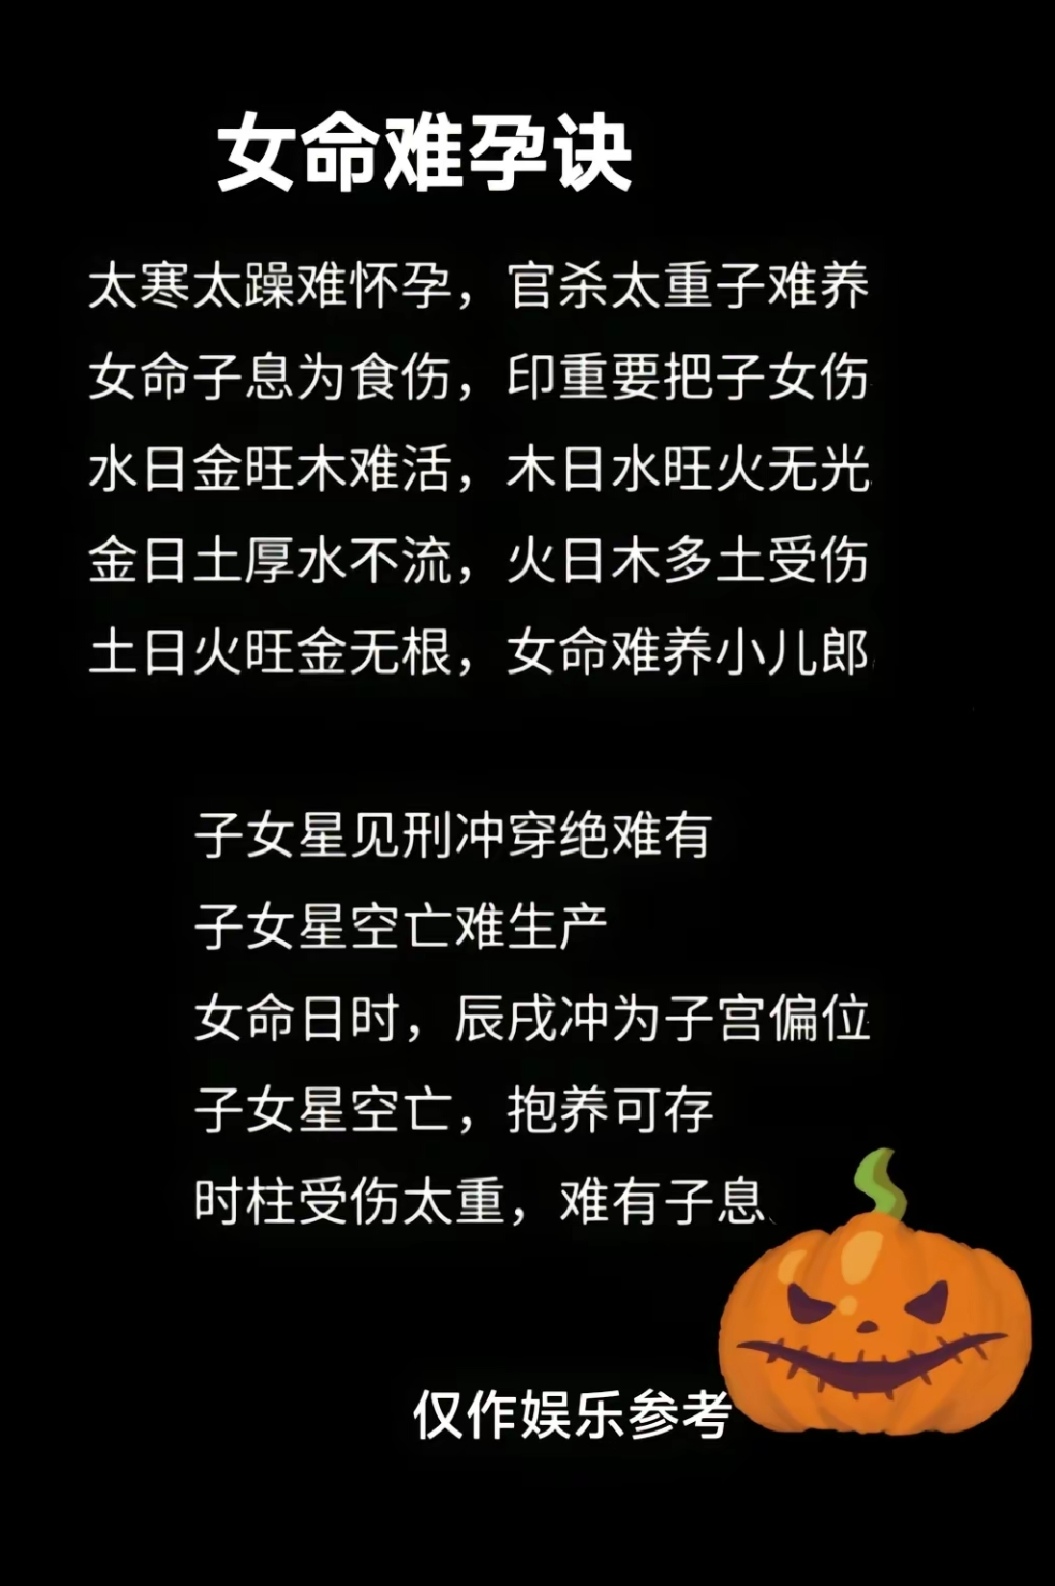 女命难孕诀
太寒太躁难怀孕，官杀太重子难养
女命子息为食伤，印重要把子女伤
水日金旺木难活，木日水旺火无光
金日土厚水不流，火日木多土受伤
土日火旺金无根，女命难养小儿郎
子女星见刑冲穿绝难有
子女星空亡难生产
女命日时，辰戌冲为子宫偏位
子女星空亡，抱养可存
时柱受伤太重，难有子息、
仅作娱乐参考